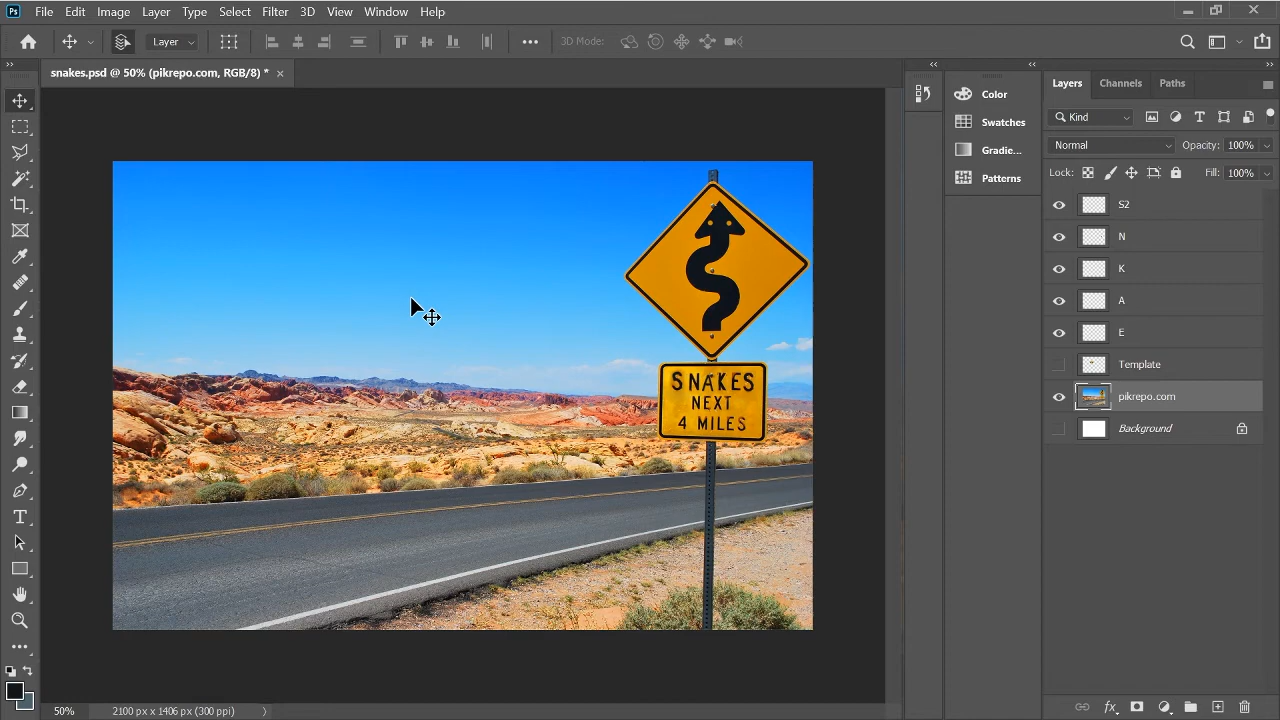 Ps File Edit Image Layer Type Select Filter 3D View Window Help
Layer 3D Mode:
snakes.psd @ 50% (pikrepo.com, RGB/8) *
SNAKES
NEXT
4 MILES
50% 2100 px x 1406 px (300 ppi)
Color
Swatches
Gradie...
Patterns
Layers Channels Paths
Kind
Normal Opacity: 100%
Lock: Fill: 100%
S2
N
K
A
E
Template
pikrepo.com
Background